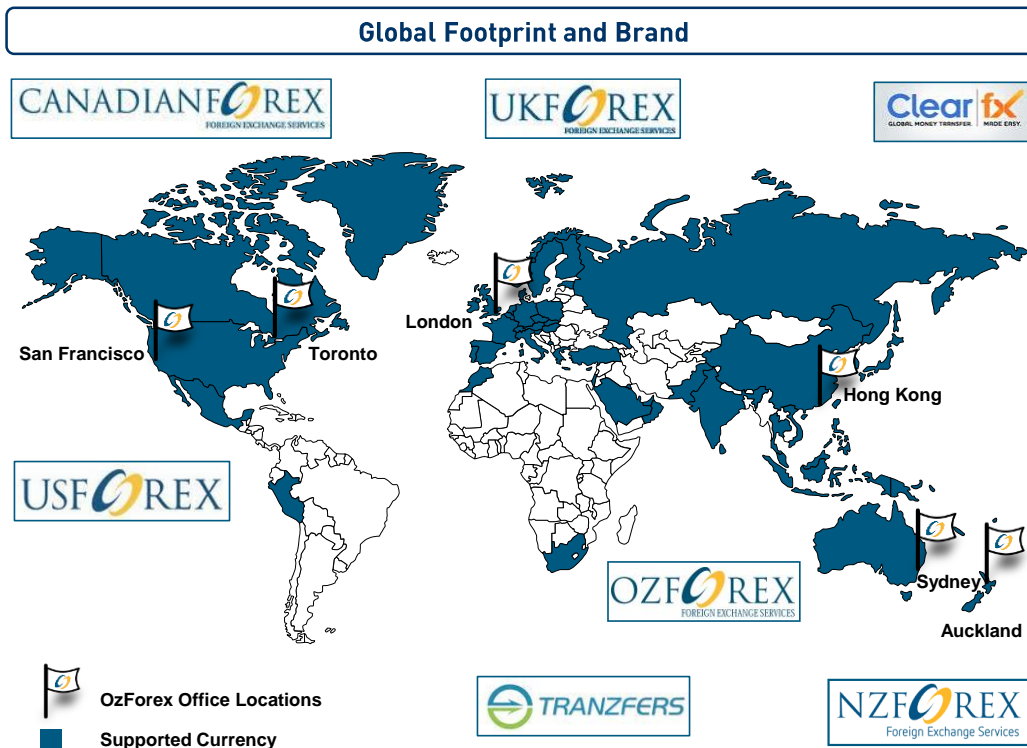 Global Footprint and Brand
CANADIANFOREX
FOREIGN EXCHANGE SERVICES
UKFOREX
FOREIGN EXCHANGE SERVICES
Clear fx
GLOBAL MONEY TRANSFER. MADE EASY.
London
San Francisco
Toronto
Hong Kong
USFOREX
OZFOREX
FOREIGN EXCHANGE SERVICES
Sydney
Auckland
OzForex Office Locations
TRANZFERS
NZFOREX
Foreign Exchange Services
Supported Currency